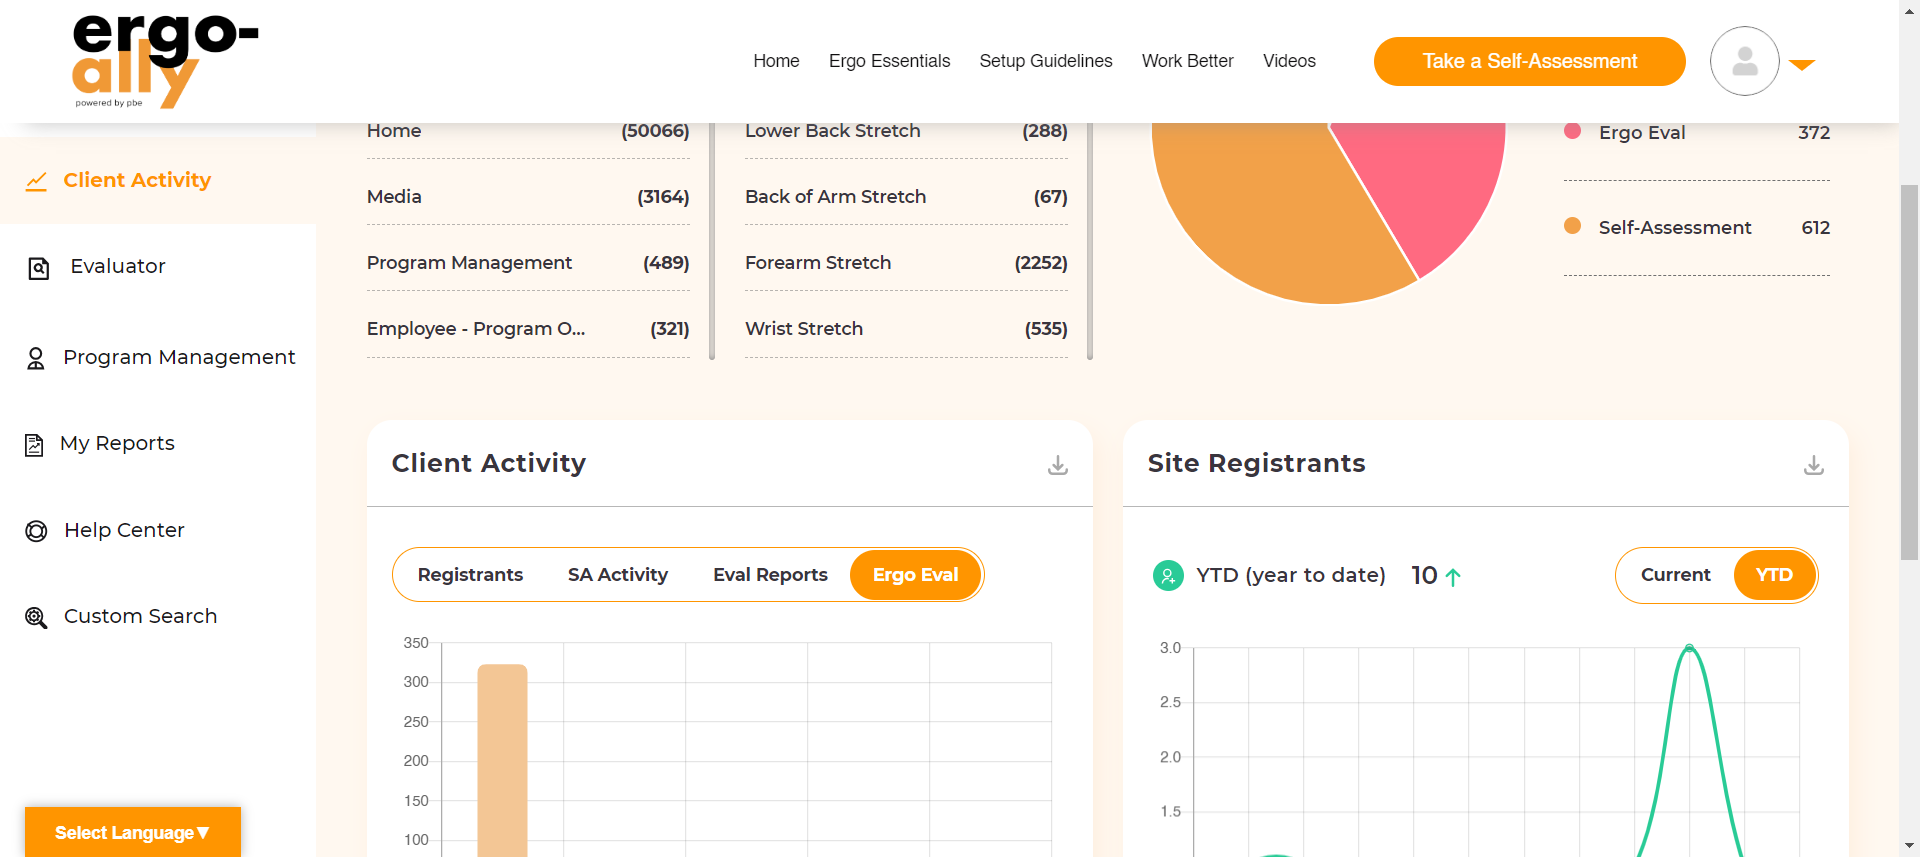 ergo-
ally
powered by pbe
Home
Ergo Essentials
Setup Guidelines
Work Better
Videos
Take a Self-Assessment
Client Activity
Evaluator
Program Management
My Reports
Help Center
Custom Search
Select Language▼
Home (50066)
Media (3164)
Program Management (489)
Employee - Program O... (321)
Lower Back Stretch (288)
Back of Arm Stretch (67)
Forearm Stretch (2252)
Wrist Stretch (535)
Ergo Eval 372
Self-Assessment 612
Client Activity
Registrants
SA Activity
Eval Reports
Ergo Eval
350
300
250
200
150
100
Site Registrants
YTD (year to date) 10
Current
YTD
3.0
2.5
2.0
1.5